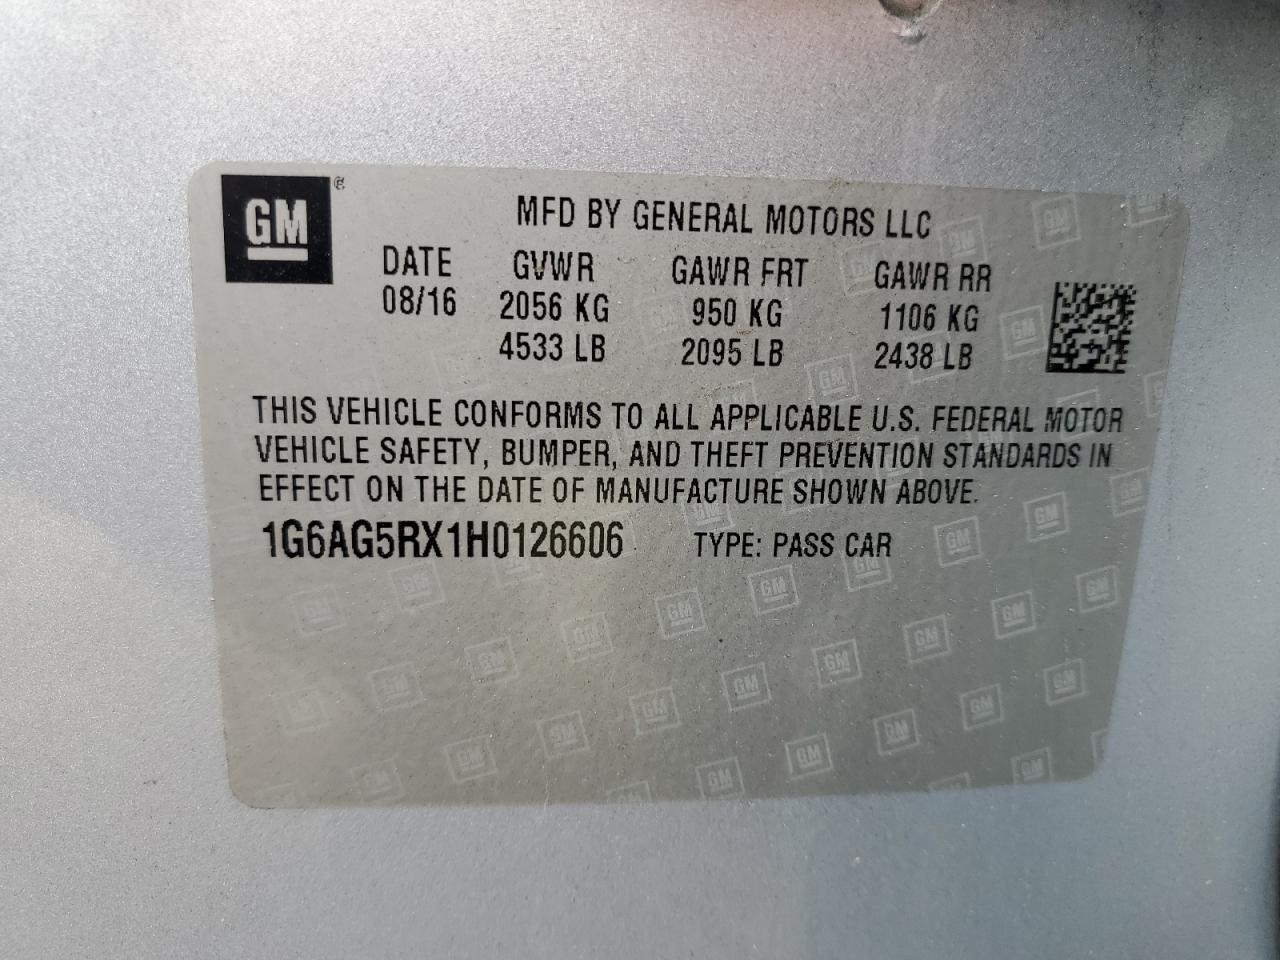 GM
MFD BY GENERAL MOTORS LLC
DATE GVWR GAWR FRT GAWR RR
08/16 2056 KG 950 KG 1106 KG
4533 LB 2095 LB 2438 LB
THIS VEHICLE CONFORMS TO ALL APPLICABLE U.S. FEDERAL MOTOR
VEHICLE SAFETY, BUMPER, AND THEFT PREVENTION STANDARDS IN
EFFECT ON THE DATE OF MANUFACTURE SHOWN ABOVE.
1G6AG5RX1H0126606 TYPE: PASS CAR